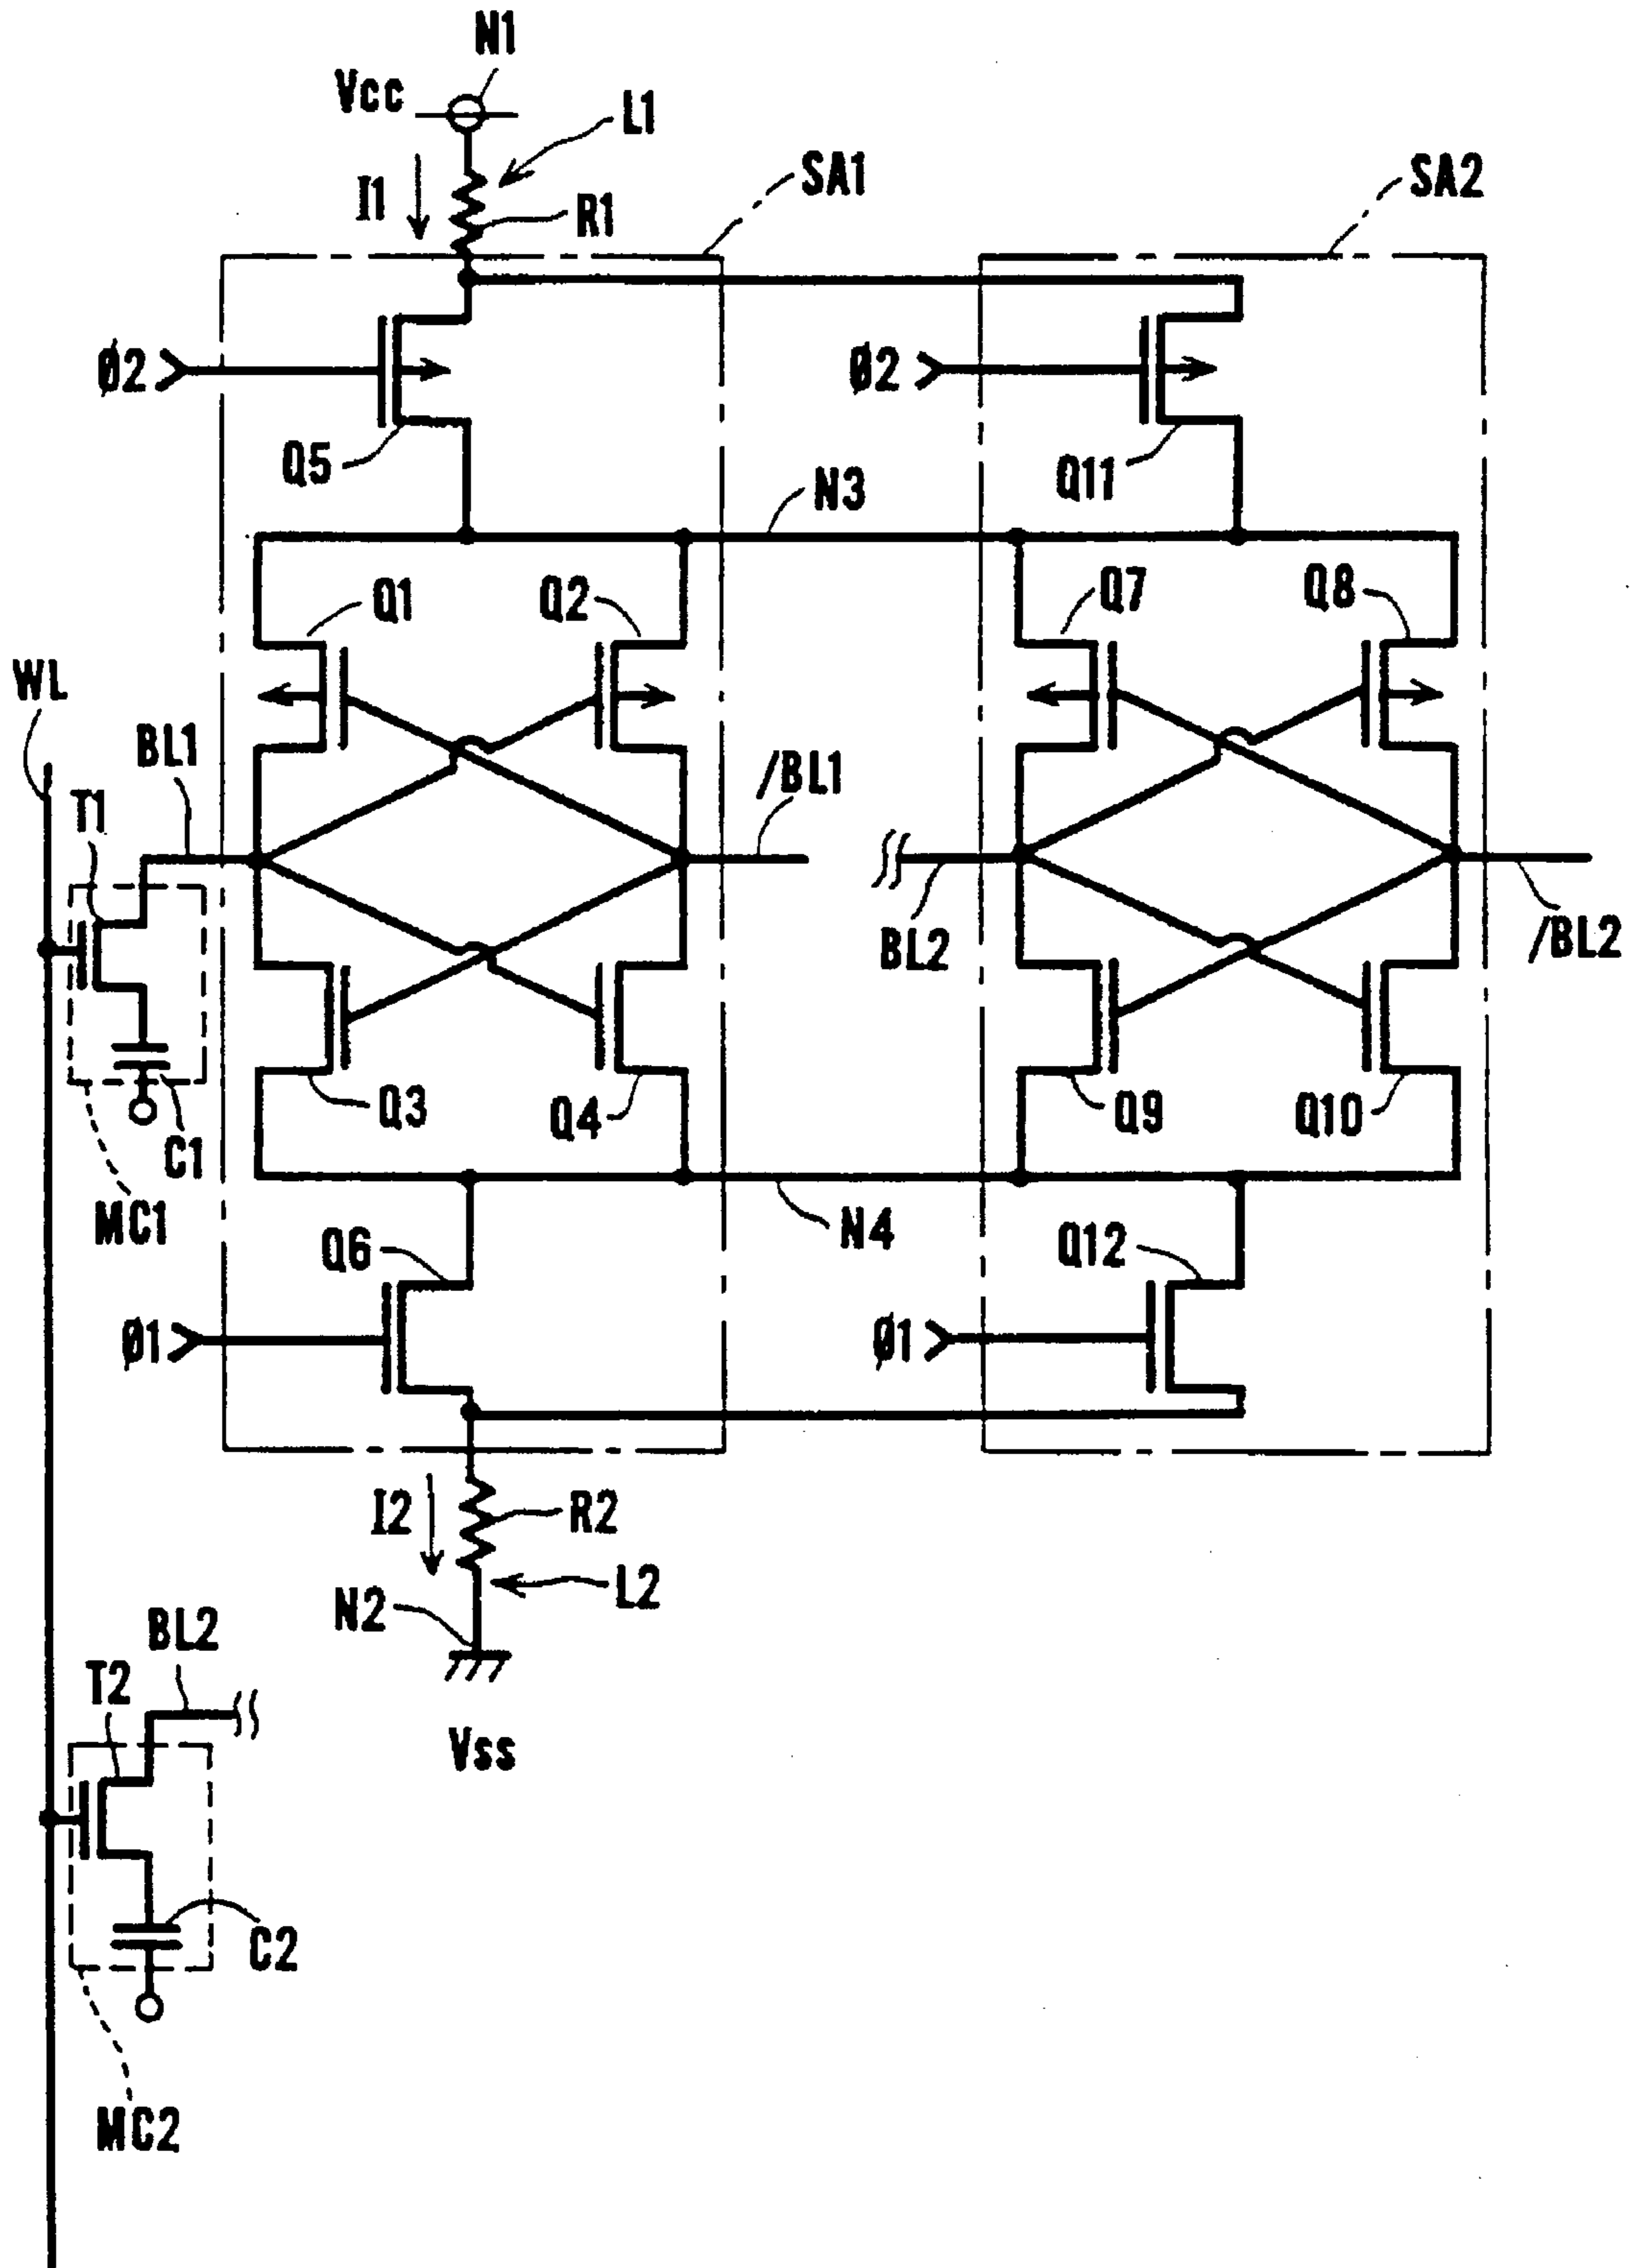 N1
Vcc
L1
SA1
SA2
I1
R1
Ø2
Ø2
Q5
Q11
N3
Q1
Q2
Q7
Q8
WL
BL1
/BL1
T1
BL2
/BL2
Q3
Q4
Q9
Q10
C1
MC1
N4
Q6
Q12
Ø1
Ø1
I2
R2
L2
N2
BL2
T2
Vss
C2
MC2